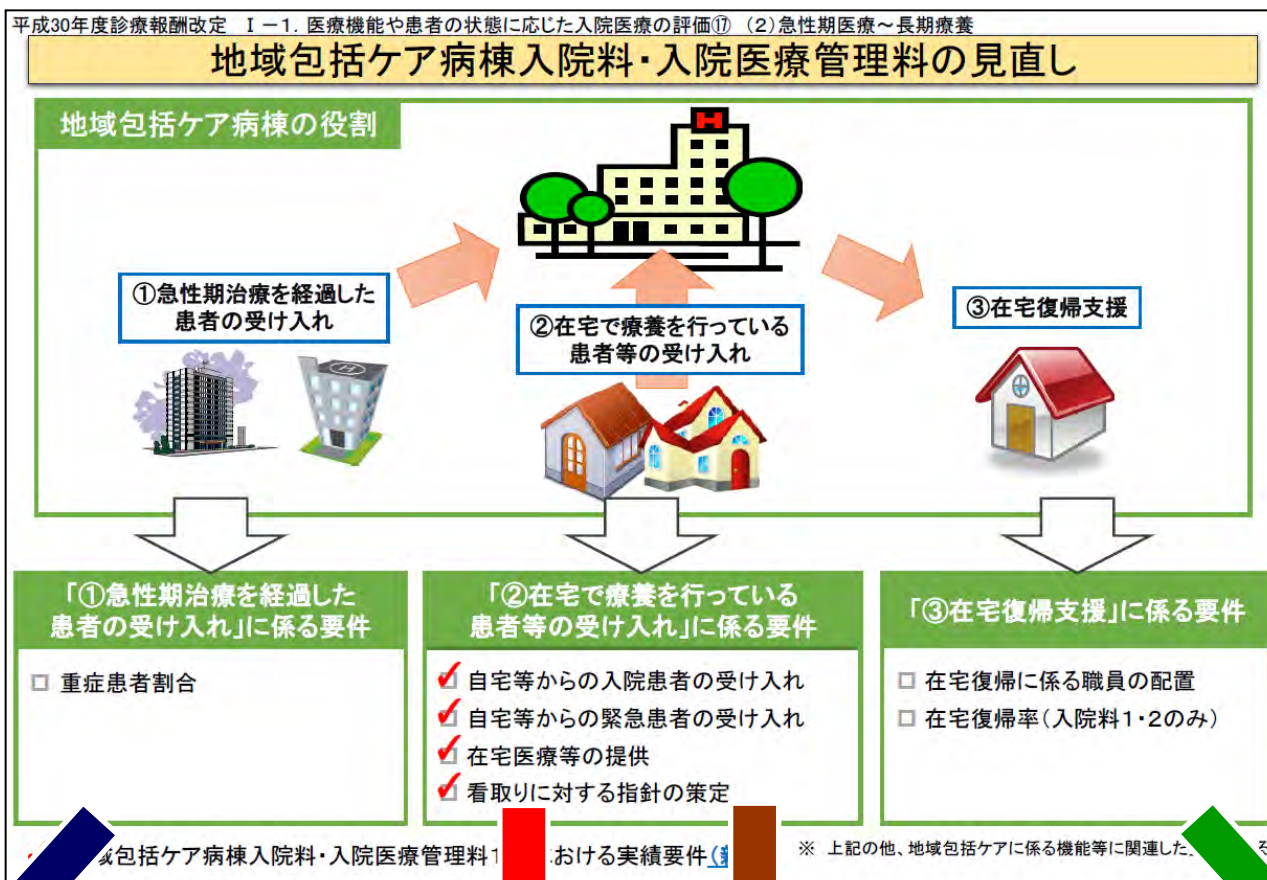 平成30年度診療報酬改定 Ⅰ-1. 医療機能や患者の状態に応じた入院医療の評価⑰ (2)急性期医療~長期療養
地域包括ケア病棟入院料・入院医療管理料の見直し
地域包括ケア病棟の役割
H
①急性期治療を経過した
患者の受け入れ
②在宅で療養を行っている
患者等の受け入れ
③在宅復帰支援
H
「①急性期治療を経過した
患者の受け入れ」に係る要件
□ 重症患者割合
「②在宅で療養を行っている
患者等の受け入れ」に係る要件
□ 自宅等からの入院患者の受け入れ
□ 自宅等からの緊急患者の受け入れ
□ 在宅医療等の提供
□ 看取りに対する指針の策定
「③在宅復帰支援」に係る要件
□ 在宅復帰に係る職員の配置
□ 在宅復帰率(入院料1・2のみ)
域包括ケア病棟入院料・入院医療管理料1 おける実績要件(
※ 上記の他、地域包括ケアに係る機能等に関連した